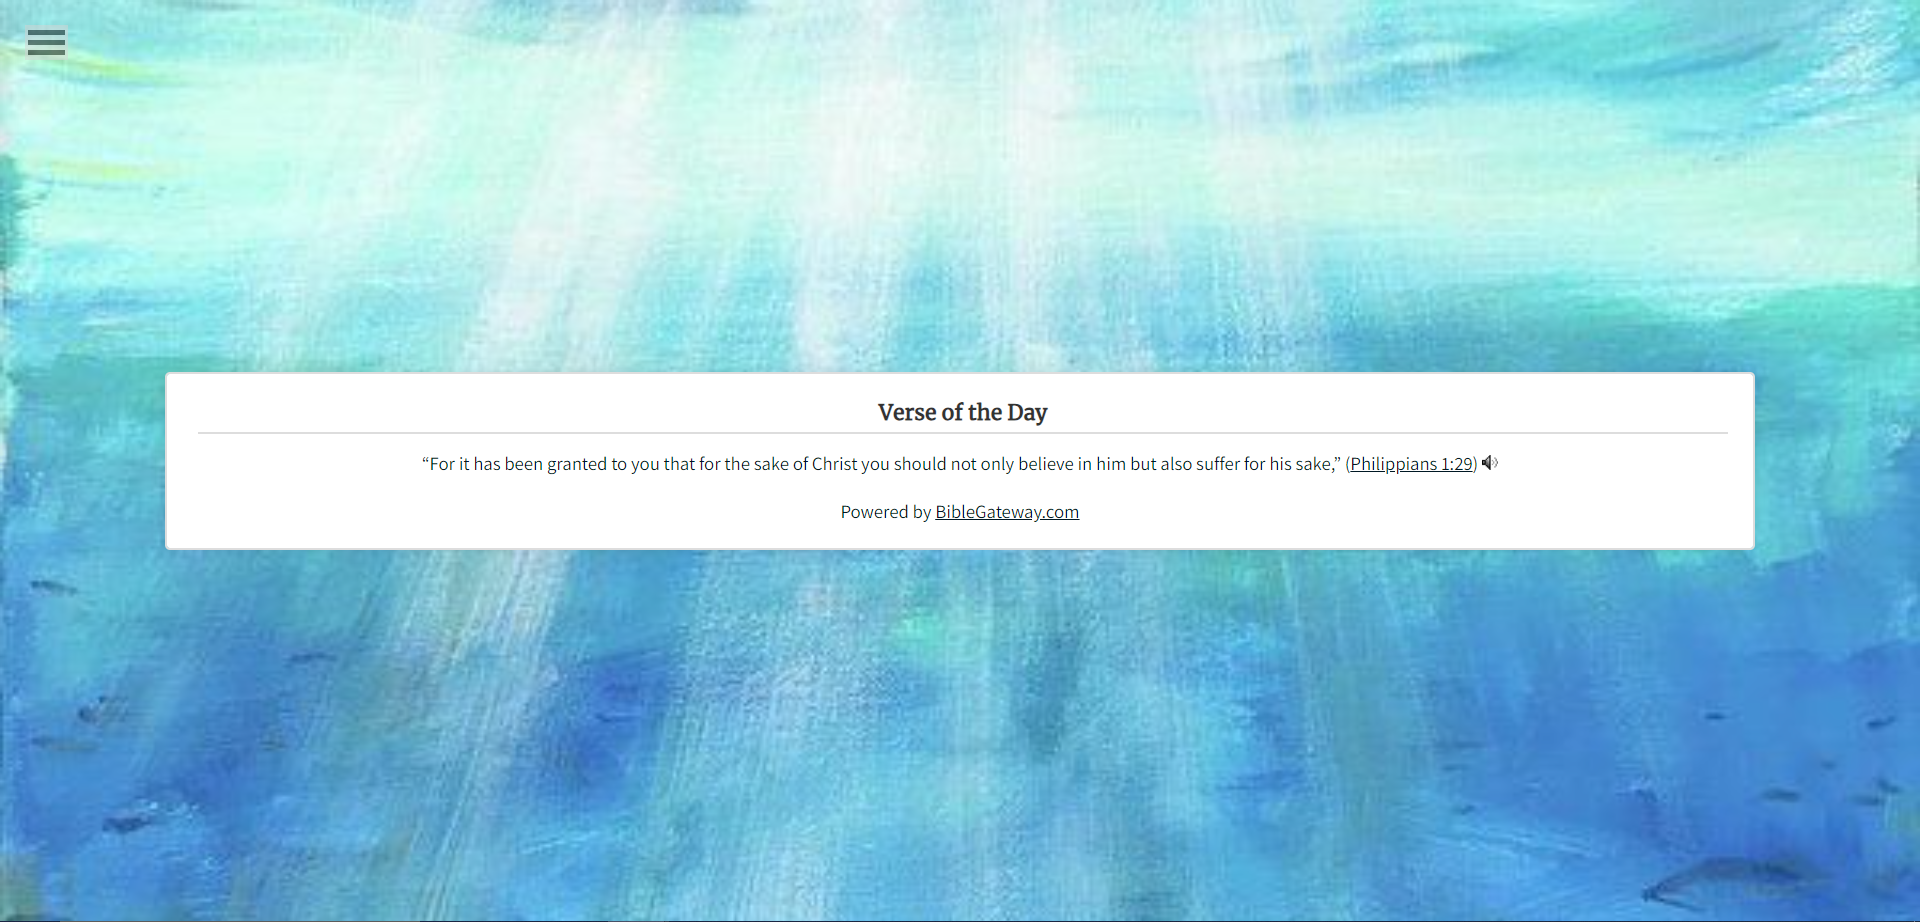 Verse of the Day
“For it has been granted to you that for the sake of Christ you should not only believe in him but also suffer for his sake,” (Philippians 1:29)
Powered by BibleGateway.com